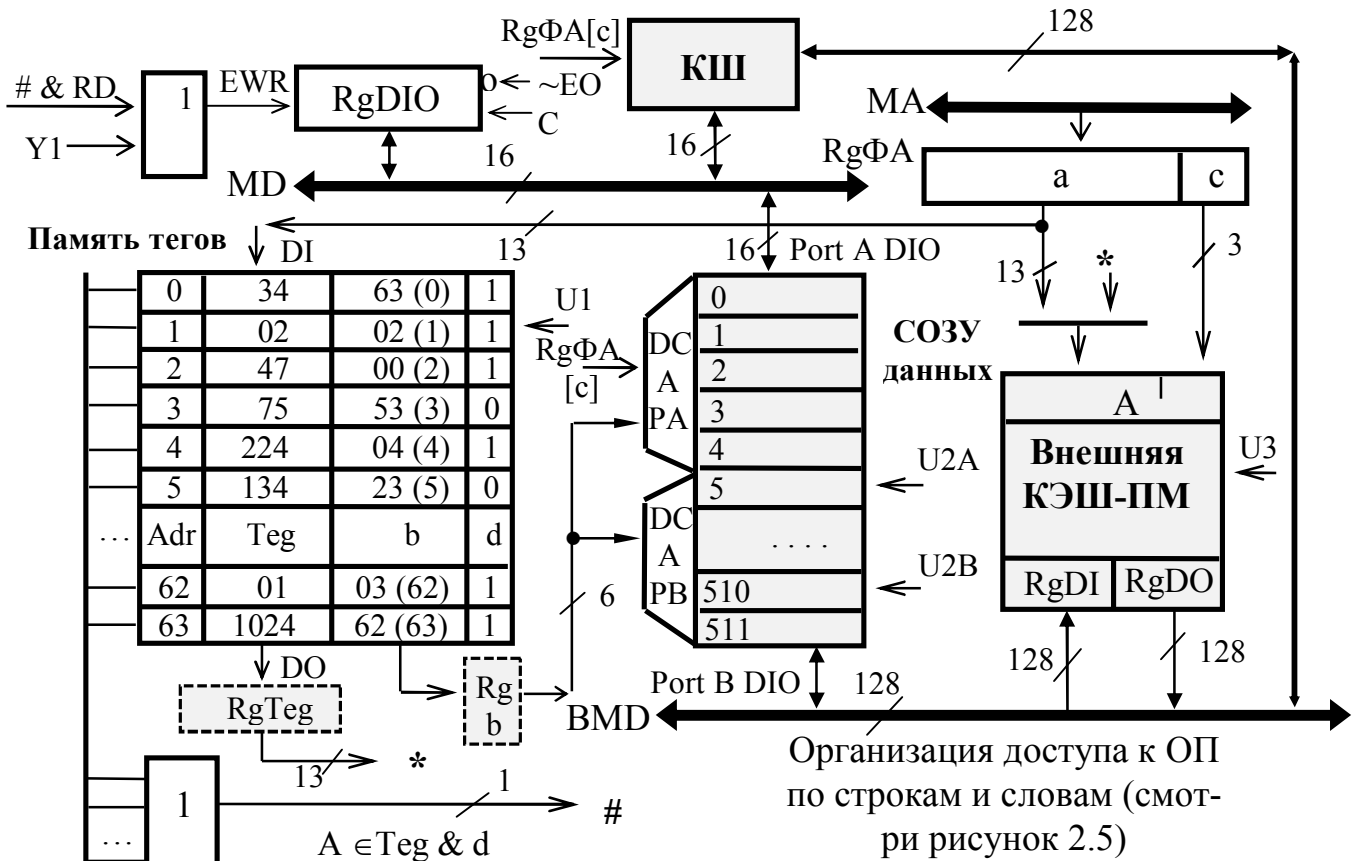 RgΦA[c]
128
КШ
# & RD
1
EWR
RgDIO
o
~EO
C
Y1
MA
16
16
RgΦA
MD
a
c
13
Память тегов
DI
16
Port A DIO
13
*
3
0 34 63 (0) 1
1 02 02 (1) 1
2 47 00 (2) 1
3 75 53 (3) 0
4 224 04 (4) 1
5 134 23 (5) 0
... Adr Teg b d
62 01 03 (62) 1
63 1024 62 (63) 1
U1
RgΦA
[c]
DC
A
PA
DC
A
PB
0
1
2
3
4
5
....
510
511
СОЗУ
данных
U2A
U2B
A
Внешняя
КЭШ-ПМ
U3
RgDI RgDO
6
DO
RgTeg
Rg
b
13
*
Port B DIO
128
128
128
BMD
1
...
1
#
A ∈Teg & d
Организация доступа к ОП
по строкам и словам (смот-
ри рисунок 2.5)